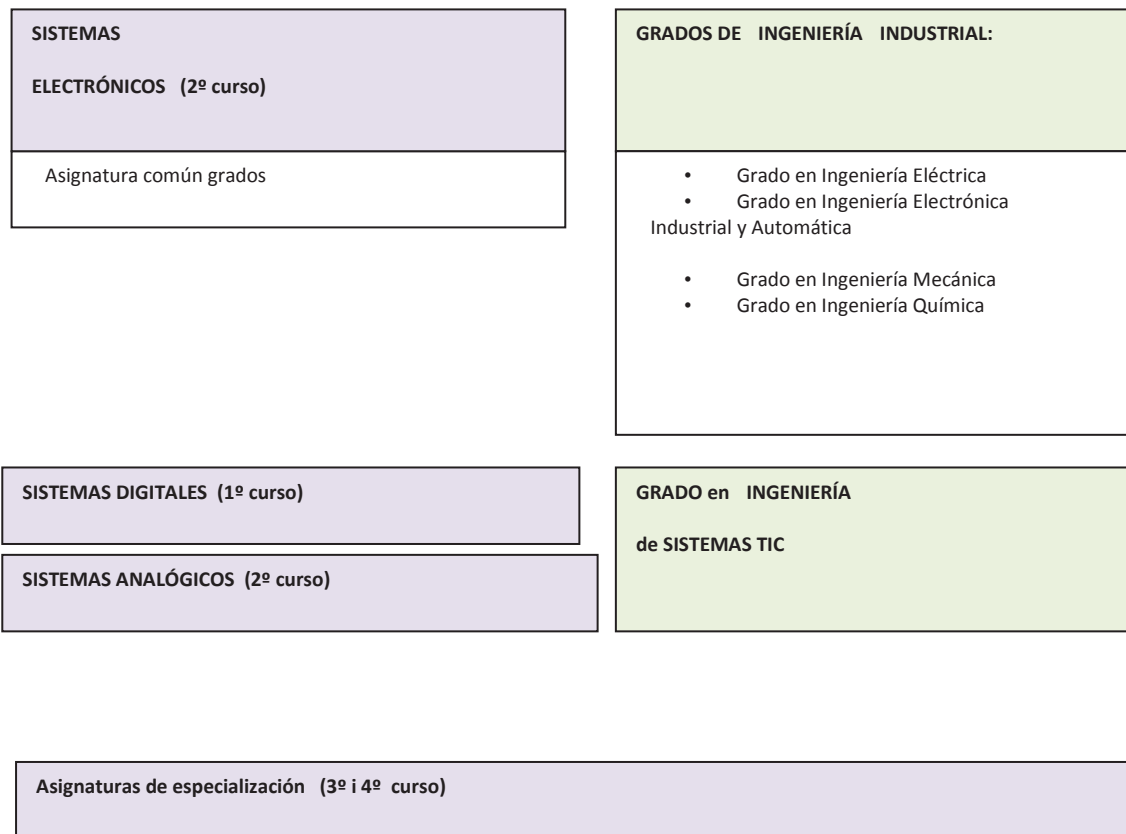 SISTEMAS
ELECTRÓNICOS (2º curso)
Asignatura común grados
GRADOS DE INGENIERÍA INDUSTRIAL:
• Grado en Ingeniería Eléctrica
• Grado en Ingeniería Electrónica
Industrial y Automática
• Grado en Ingeniería Mecánica
• Grado en Ingeniería Química
SISTEMAS DIGITALES (1º curso)
SISTEMAS ANALÓGICOS (2º curso)
GRADO en INGENIERÍA
de SISTEMAS TIC
Asignaturas de especialización (3º i 4º curso)